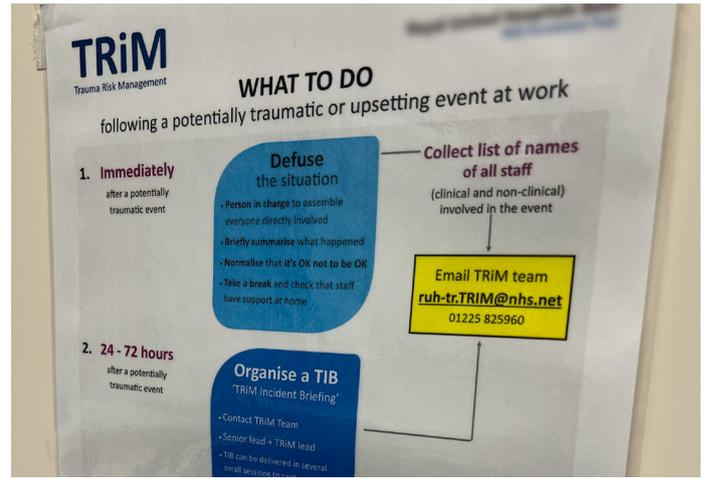 TRiM
Trauma Risk Management
WHAT TO DO
following a potentially traumatic or upsetting event at work
1. Immediately
after a potentially
traumatic event
Defuse
the situation
• Person in charge to assemble
everyone directly involved
• Briefly summarise what happened
• Normalise that It's OK not to be OK
• Take a break and check that staff
have support at home
Collect list of names
of all staff
(clinical and non-clinical)
involved in the event
Email TRiM team
ruh-tr.TRIM@nhs.net
01225 825960
2. 24 - 72 hours
after a potentially
traumatic event
Organise a TIB
'TRiM Incident Briefing'
• Contact TRiM Team
• Senior lead + TRiM lead
• TIB can be delivered in several
small sessions to